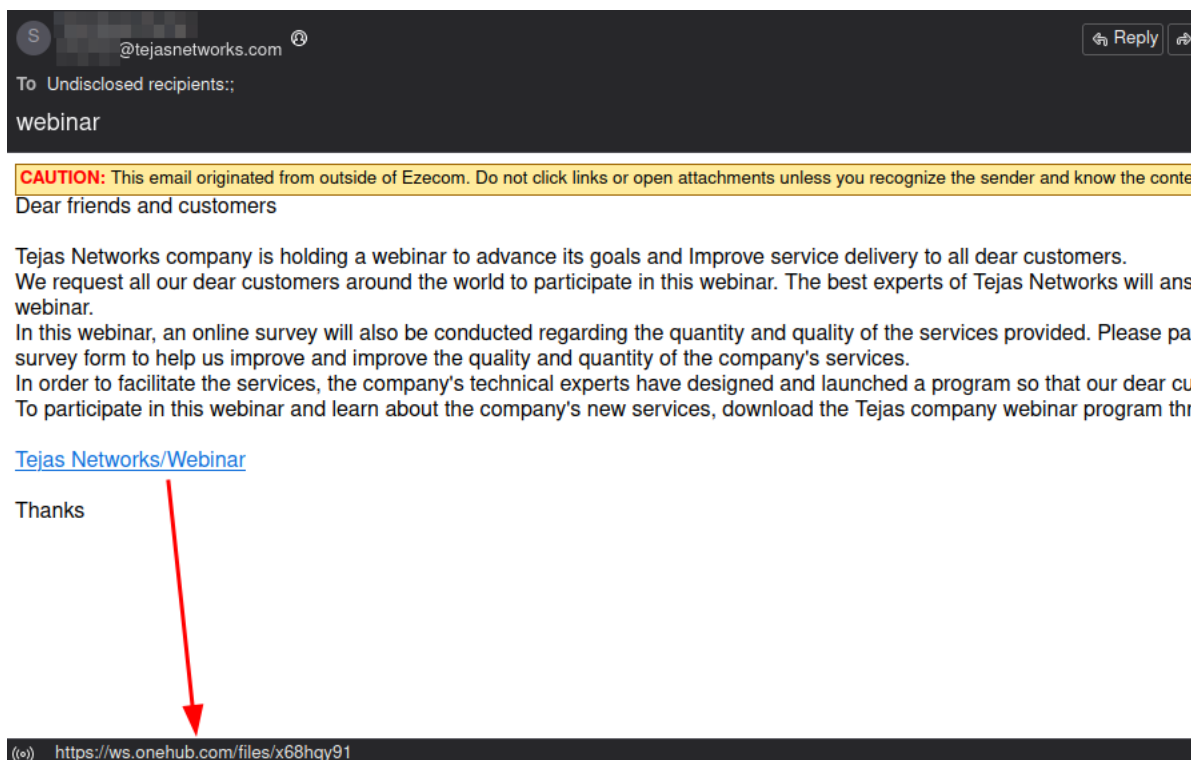 S
@tejasnetworks.com
Reply
To Undisclosed recipients:;
webinar
CAUTION: This email originated from outside of Ezecom. Do not click links or open attachments unless you recognize the sender and know the conte
Dear friends and customers
Tejas Networks company is holding a webinar to advance its goals and Improve service delivery to all dear customers.
We request all our dear customers around the world to participate in this webinar. The best experts of Tejas Networks will ans
webinar.
In this webinar, an online survey will also be conducted regarding the quantity and quality of the services provided. Please pa
survey form to help us improve and improve the quality and quantity of the company's services.
In order to facilitate the services, the company's technical experts have designed and launched a program so that our dear cu
To participate in this webinar and learn about the company's new services, download the Tejas company webinar program thr
Tejas Networks/Webinar
Thanks
https://ws.onehub.com/files/x68hqy91